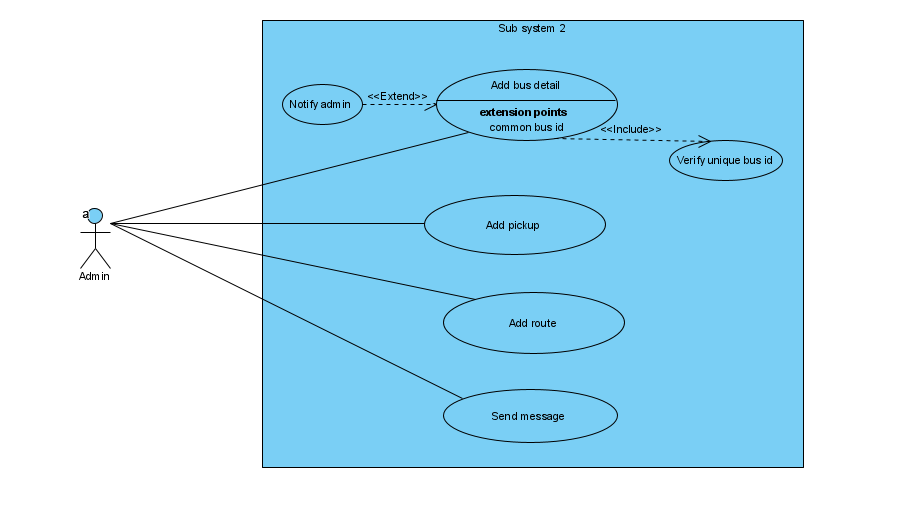 Sub system 2
Add bus detail
<<Extend>>
Notify admin
extension points
common bus id
<<Include>>
Verify unique bus id
a
Add pickup
Admin
Add route
Send message